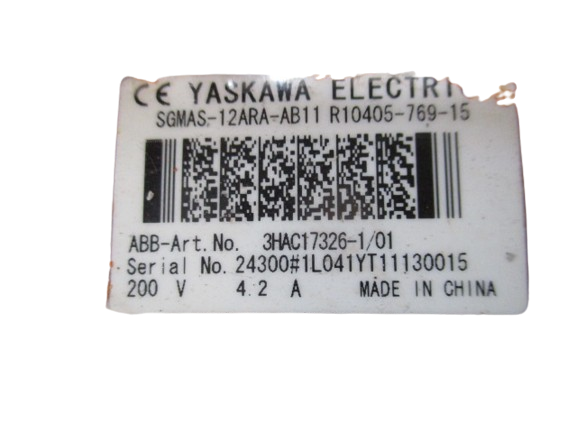 CE YASKAWA ELECTRI
SGMAS-12ARA-AB11 R10405-769-15
ABB-Art. No. 3HAC17326-1/01
Serial No. 24300#1L041YT11130015
200 V 4.2 A MADE IN CHINA